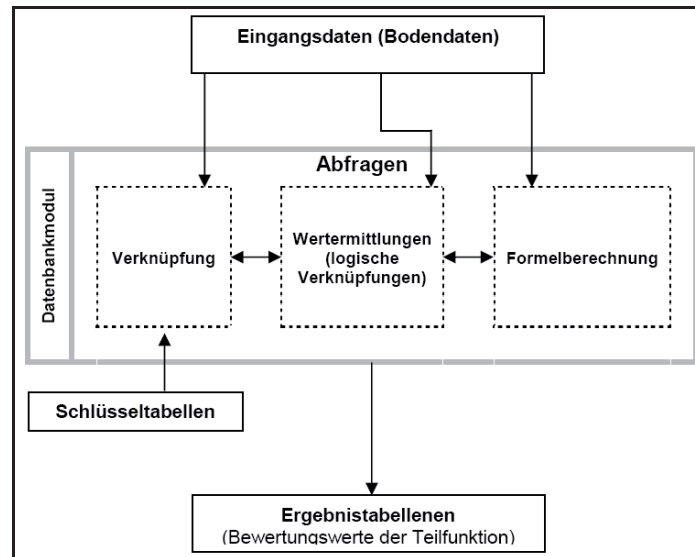 Eingangsdaten (Bodendaten)
Abfragen
Datenbankmodul
Verknüpfung
Wertermittlungen
(logische
Verknüpfungen)
Formelberechnung
Schlüsseltabellen
Ergebnistabellenen
(Bewertungswerte der Teilfunktion)